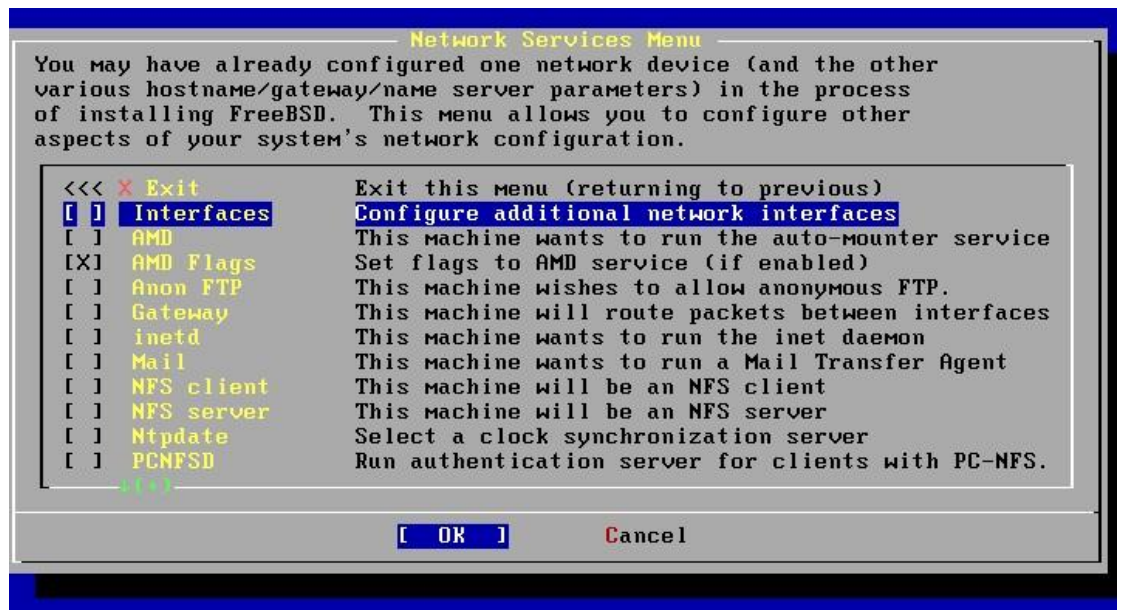 Network Services Menu
You may have already configured one network device (and the other
various hostname/gateway/name server parameters) in the process
of installing FreeBSD.  This menu allows you to configure other
aspects of your system's network configuration.
<<< X Exit Exit this menu (returning to previous)
[ ] Interfaces Configure additional network interfaces
[ ] AMD This machine wants to run the auto-mounter service
[X] AMD Flags Set flags to AMD service (if enabled)
[ ] Anon FTP This machine wishes to allow anonymous FTP.
[ ] Gateway This machine will route packets between interfaces
[ ] inetd This machine wants to run the inet daemon
[ ] Mail This machine wants to run a Mail Transfer Agent
[ ] NFS client This machine will be an NFS client
[ ] NFS server This machine will be an NFS server
[ ] Ntpdate Select a clock synchronization server
[ ] PCNFSD Run authentication server for clients with PC-NFS.
↓(+)
[ OK ] Cancel